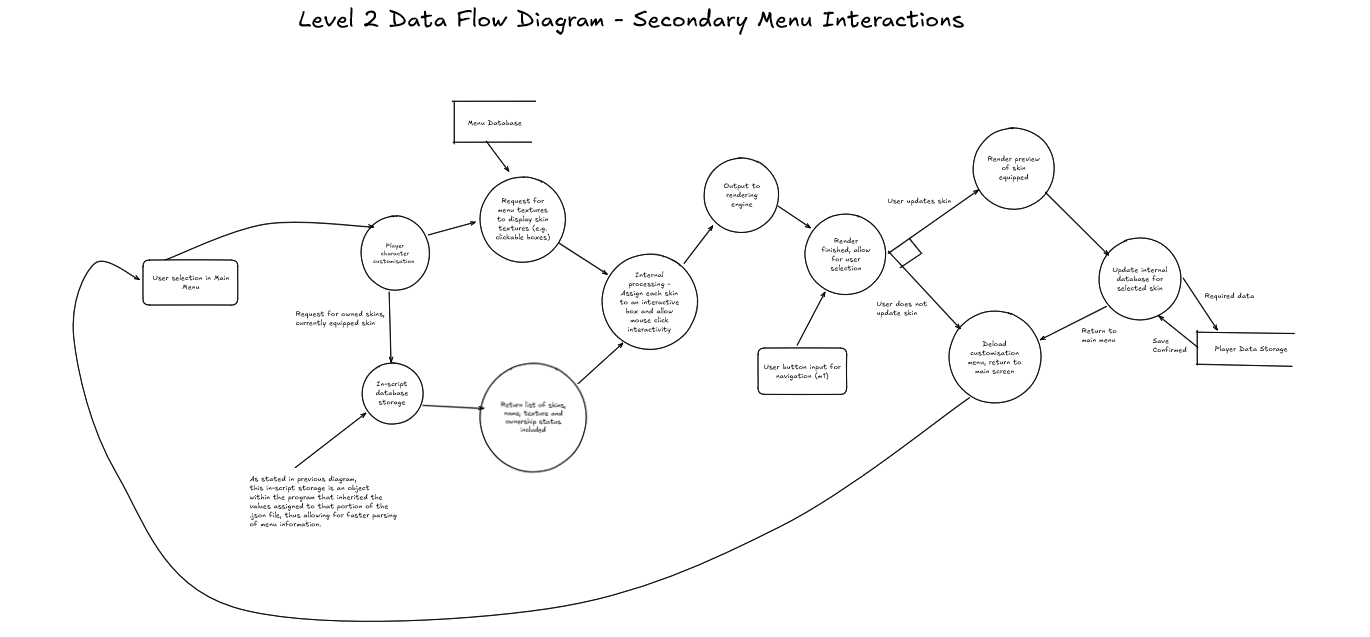 Level 2 Data Flow Diagram - Secondary Menu Interactions
Menu Database
Request for
menu textures
to display skin
textures (e.g.
clickable boxes)
Player
character
customisation
User selection in Main
Menu
Request for owned skins,
currently equipped skin
In-script
database
storage
As stated in previous diagram,
this in-script storage is an object
within the program that inherited the
values assigned to that portion of the
.json file, thus allowing for faster parsing
of menu information.
Return list of skins,
name, texture and
ownership status
included
Internal
processing -
Assign each skin
to an interactive
box and allow
mouse click
interactivity
Output to
rendering
engine
Render
finished, allow
for user
selection
User button input for
navigation (m1)
User updates skin
User does not
update skin
Render preview
of skin
equipped
Update internal
database for
selected skin
Required data
Player Data Storage
Save
Confirmed
Return to
main menu
Deload
customisation
menu, return to
main screen